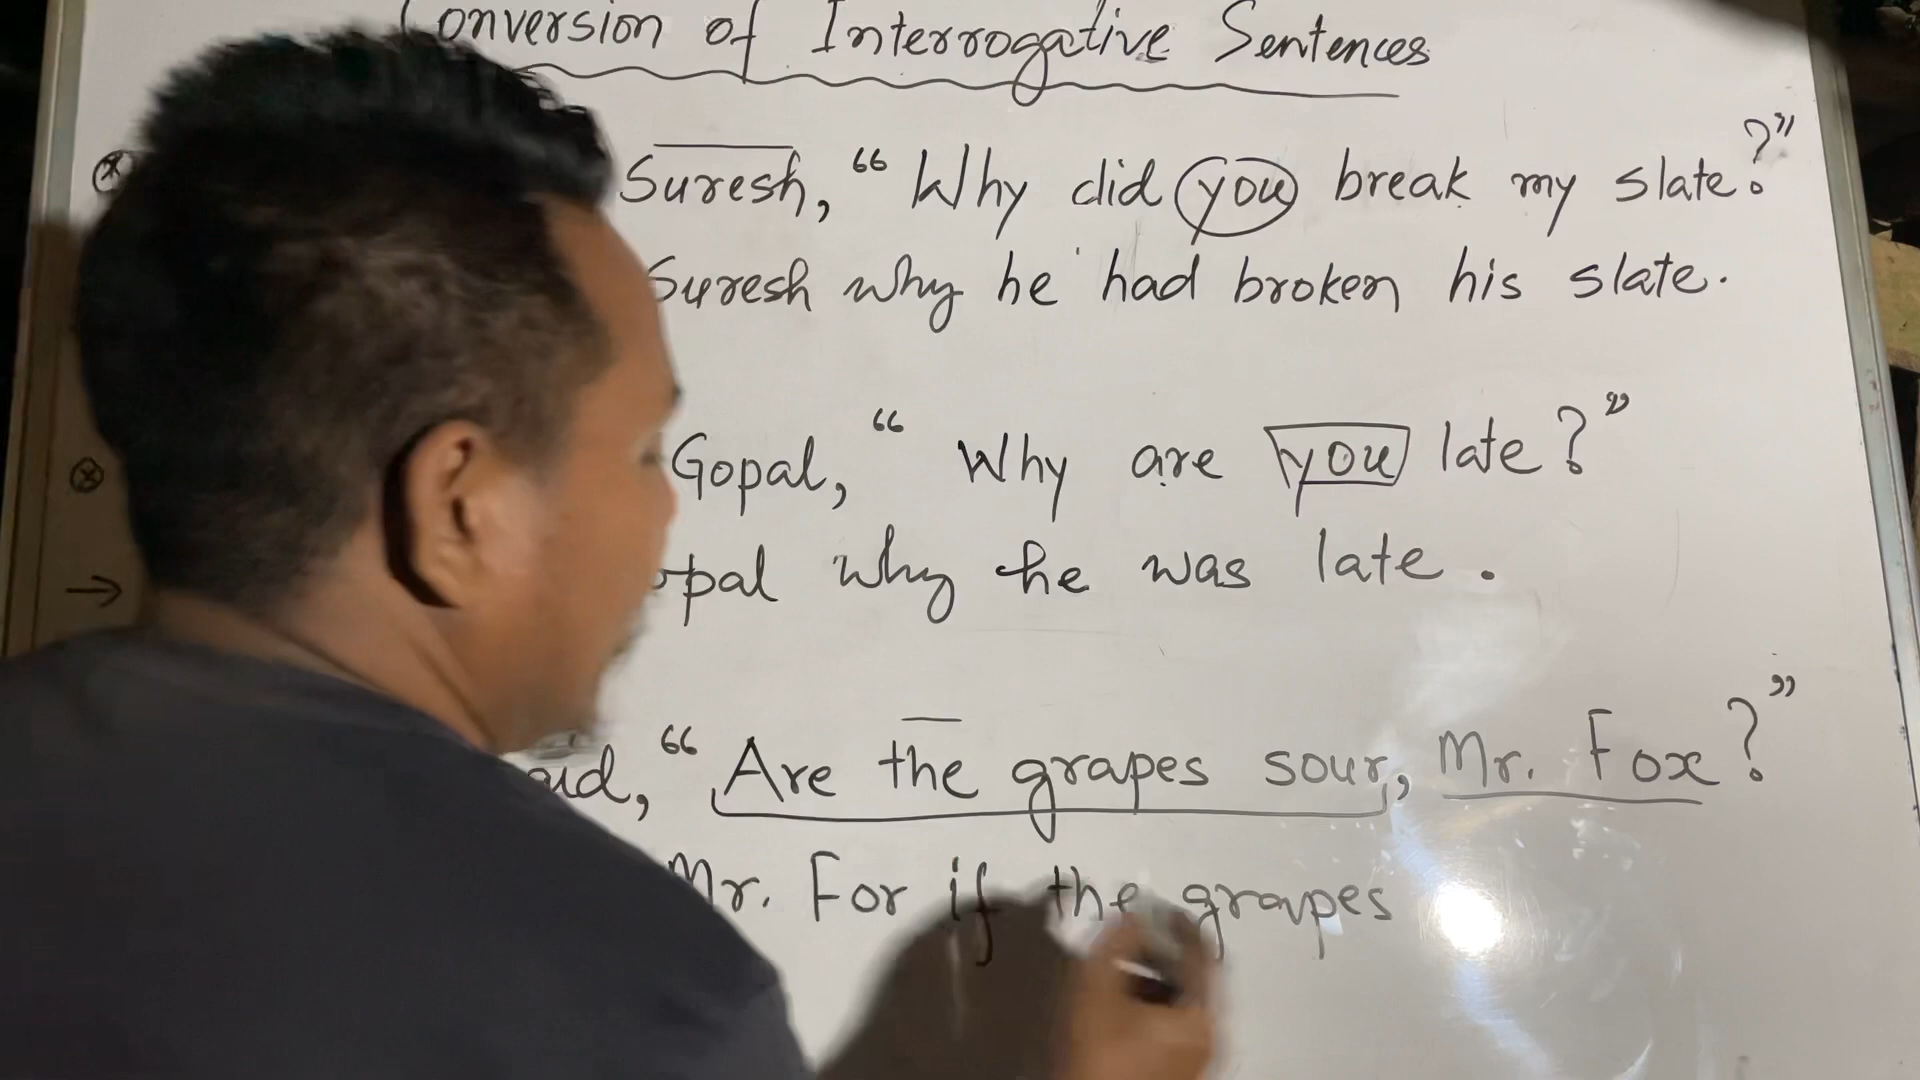 Conversion of Interrogative Sentences
Suresh, “Why did you break my slate?”
Suresh why he had broken his slate.
Gopal, “Why are you late?”
→ opal why he was late.
aid, “Are the grapes sour, Mr. Fox?”
Mr. For if the grapes